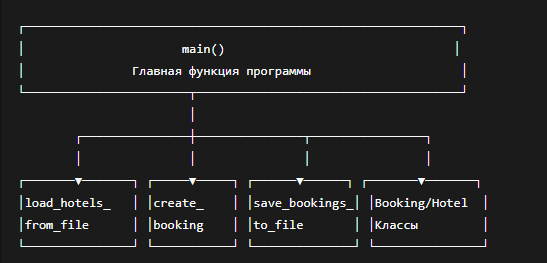 main()
Главная функция программы
load_hotels_ create_ save_bookings_ Booking/Hotel
from_file booking to_file Классы